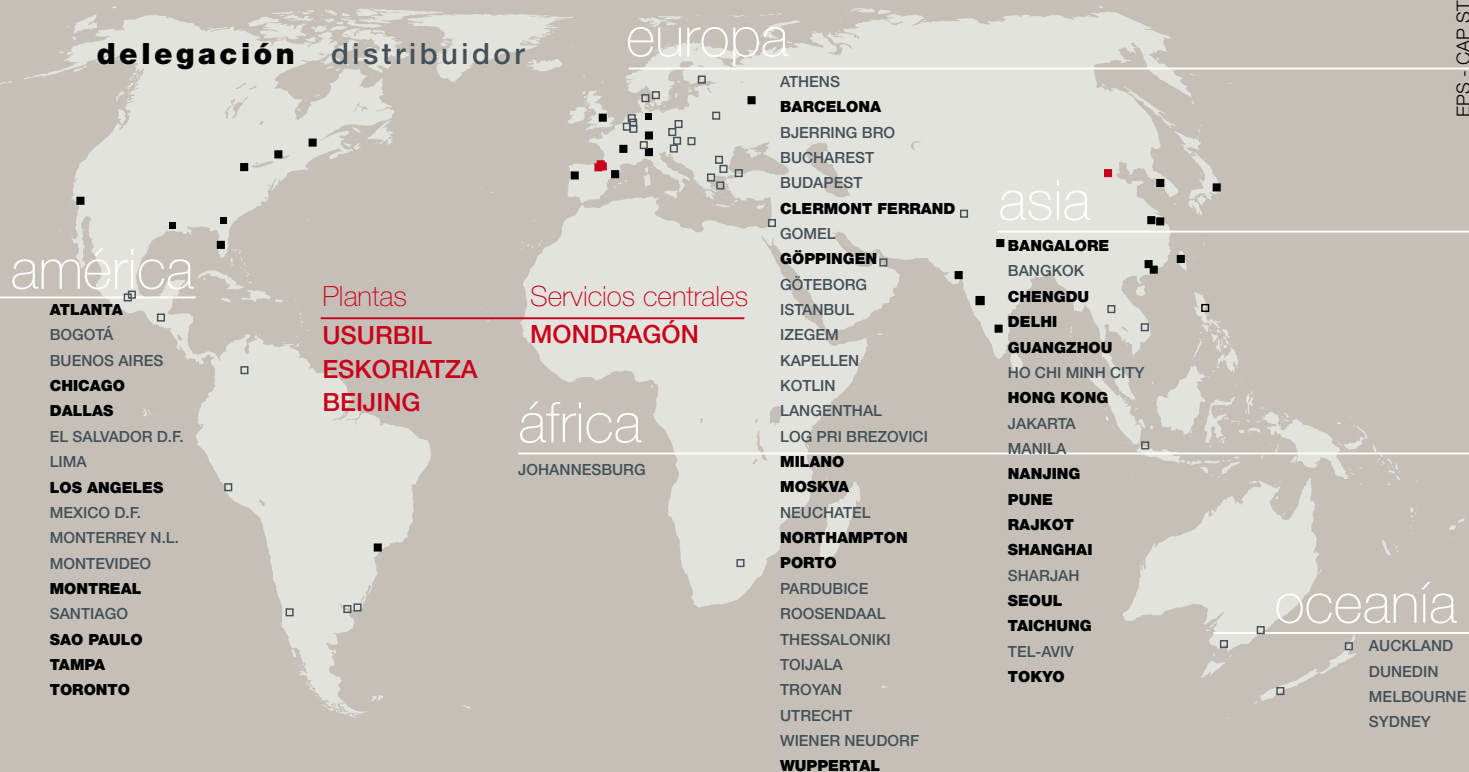 delegación distribuidor
europa
ATHENS
BARCELONA
BJERRING BRO
BUCHAREST
BUDAPEST
CLERMONT FERRAND
GOMEL
GÖPPINGEN
GÖTEBORG
ISTANBUL
IZEGEM
KAPELLEN
KOTLIN
LANGENTHAL
LOG PRI BREZOVICI
MILANO
MOSKVA
NEUCHATEL
NORTHAMPTON
PORTO
PARDUBICE
ROOSENDAAL
THESSALONIKI
TOIJALA
TROYAN
UTRECHT
WIENER NEUDORF
WUPPERTAL
asia
BANGALORE
BANGKOK
CHENGDU
DELHI
GUANGZHOU
HO CHI MINH CITY
HONG KONG
JAKARTA
MANILA
NANJING
PUNE
RAJKOT
SHANGHAI
SHARJAH
SEOUL
TAICHUNG
TEL-AVIV
TOKYO
américa
ATLANTA
BOGOTÁ
BUENOS AIRES
CHICAGO
DALLAS
EL SALVADOR D.F.
LIMA
LOS ANGELES
MEXICO D.F.
MONTERREY N.L.
MONTEVIDEO
MONTREAL
SANTIAGO
SAO PAULO
TAMPA
TORONTO
Plantas
USURBIL
ESKORIATZA
BEIJING
Servicios centrales
MONDRAGÓN
áfrica
JOHANNESBURG
oceanía
AUCKLAND
DUNEDIN
MELBOURNE
SYDNEY
EPS - CAP ST